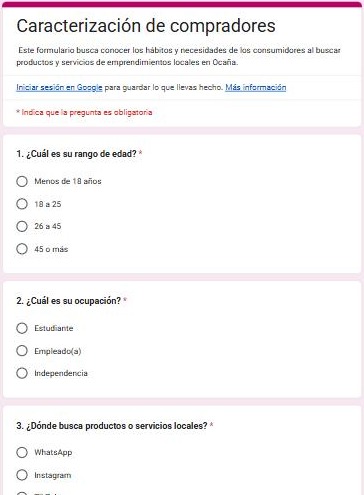 Caracterización de compradores
Este formulario busca conocer los hábitos y necesidades de los consumidores al buscar
productos y servicios de emprendimientos locales en Ocaña.
Iniciar sesión en Google para guardar lo que llevas hecho. Más información
* Indica que la pregunta es obligatoria
1. ¿Cuál es su rango de edad? *
Menos de 18 años
18 a 25
26 a 45
45 o más
2. ¿Cuál es su ocupación? *
Estudiante
Empleado(a)
Independencia
3. ¿Dónde busca productos o servicios locales? *
WhatsApp
Instagram